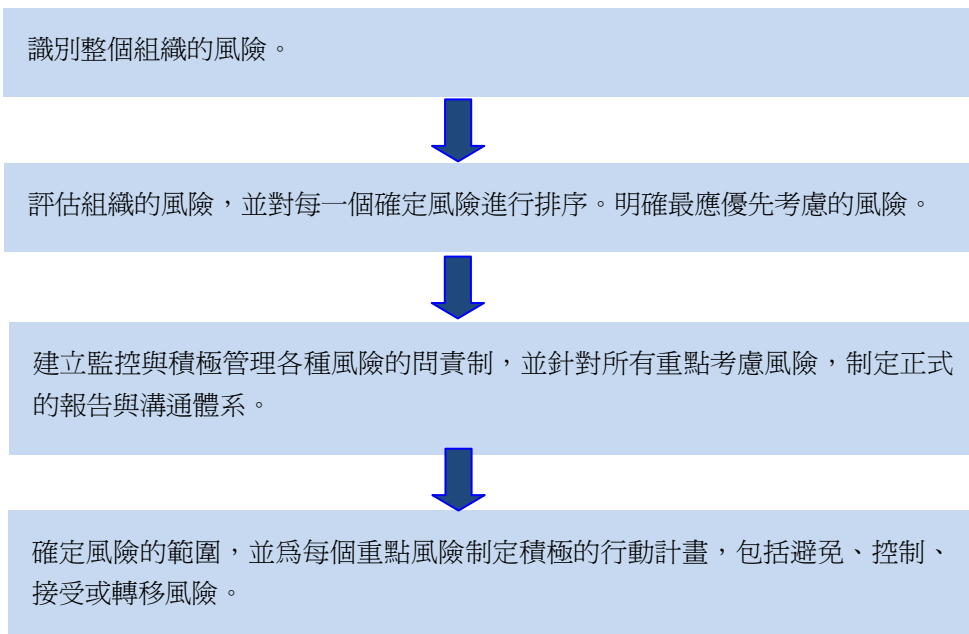 識別整個組織的風險。
評估組織的風險，並對每一個確定風險進行排序。明確最應優先考慮的風險。
建立監控與積極管理各種風險的問責制，並針對所有重點考慮風險，制定正式
的報告與溝通體系。
確定風險的範圍，並爲每個重點風險制定積極的行動計畫，包括避免、控制、
接受或轉移風險。